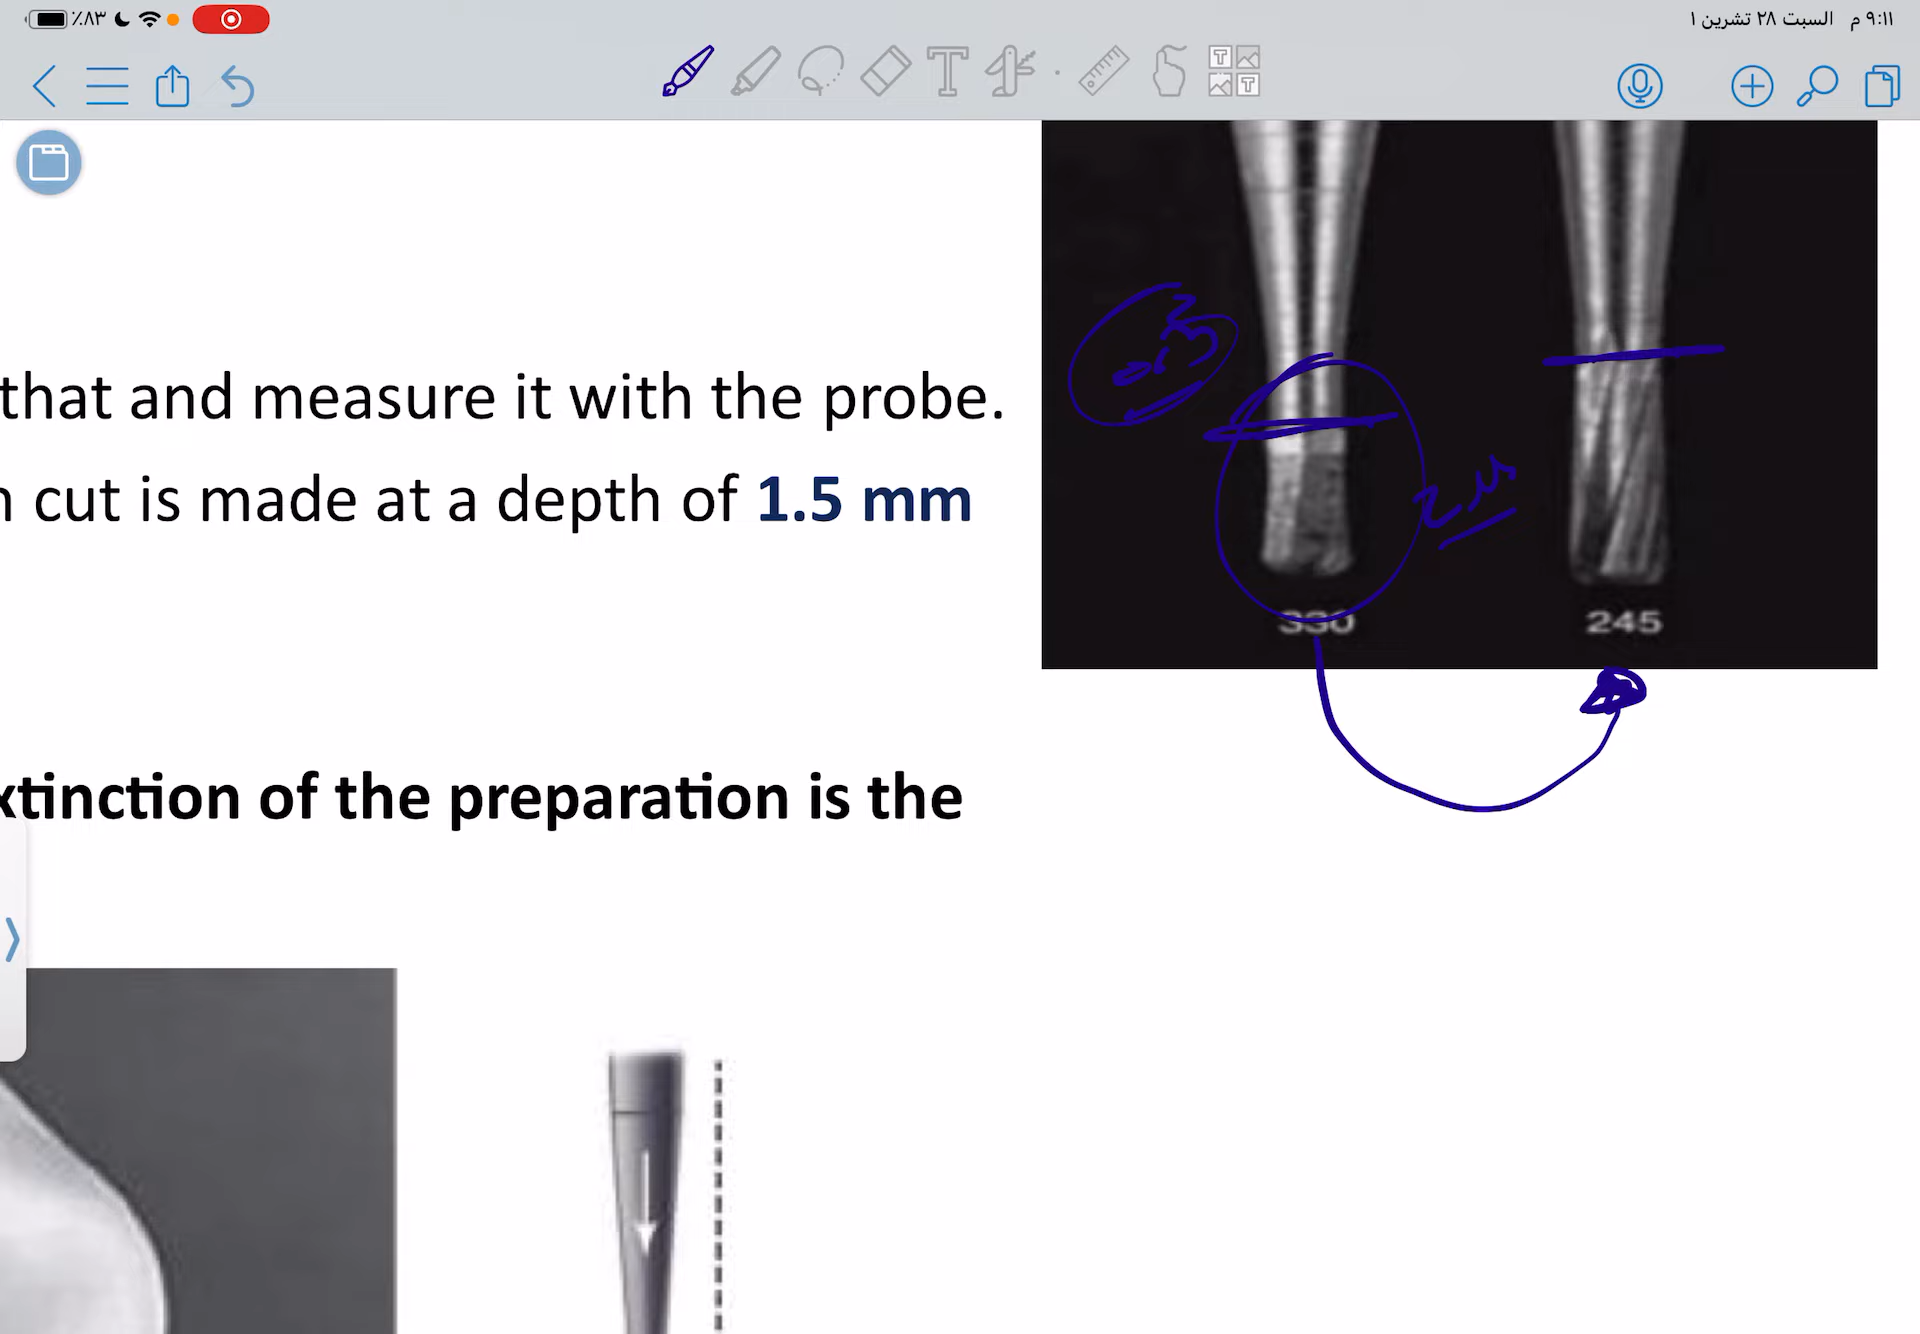 ٪٨٣
٩:١١ م السبت ٢٨ تشرين ١
that and measure it with the probe.
cut is made at a depth of 1.5 mm
330
245
xtinction of the preparation is the